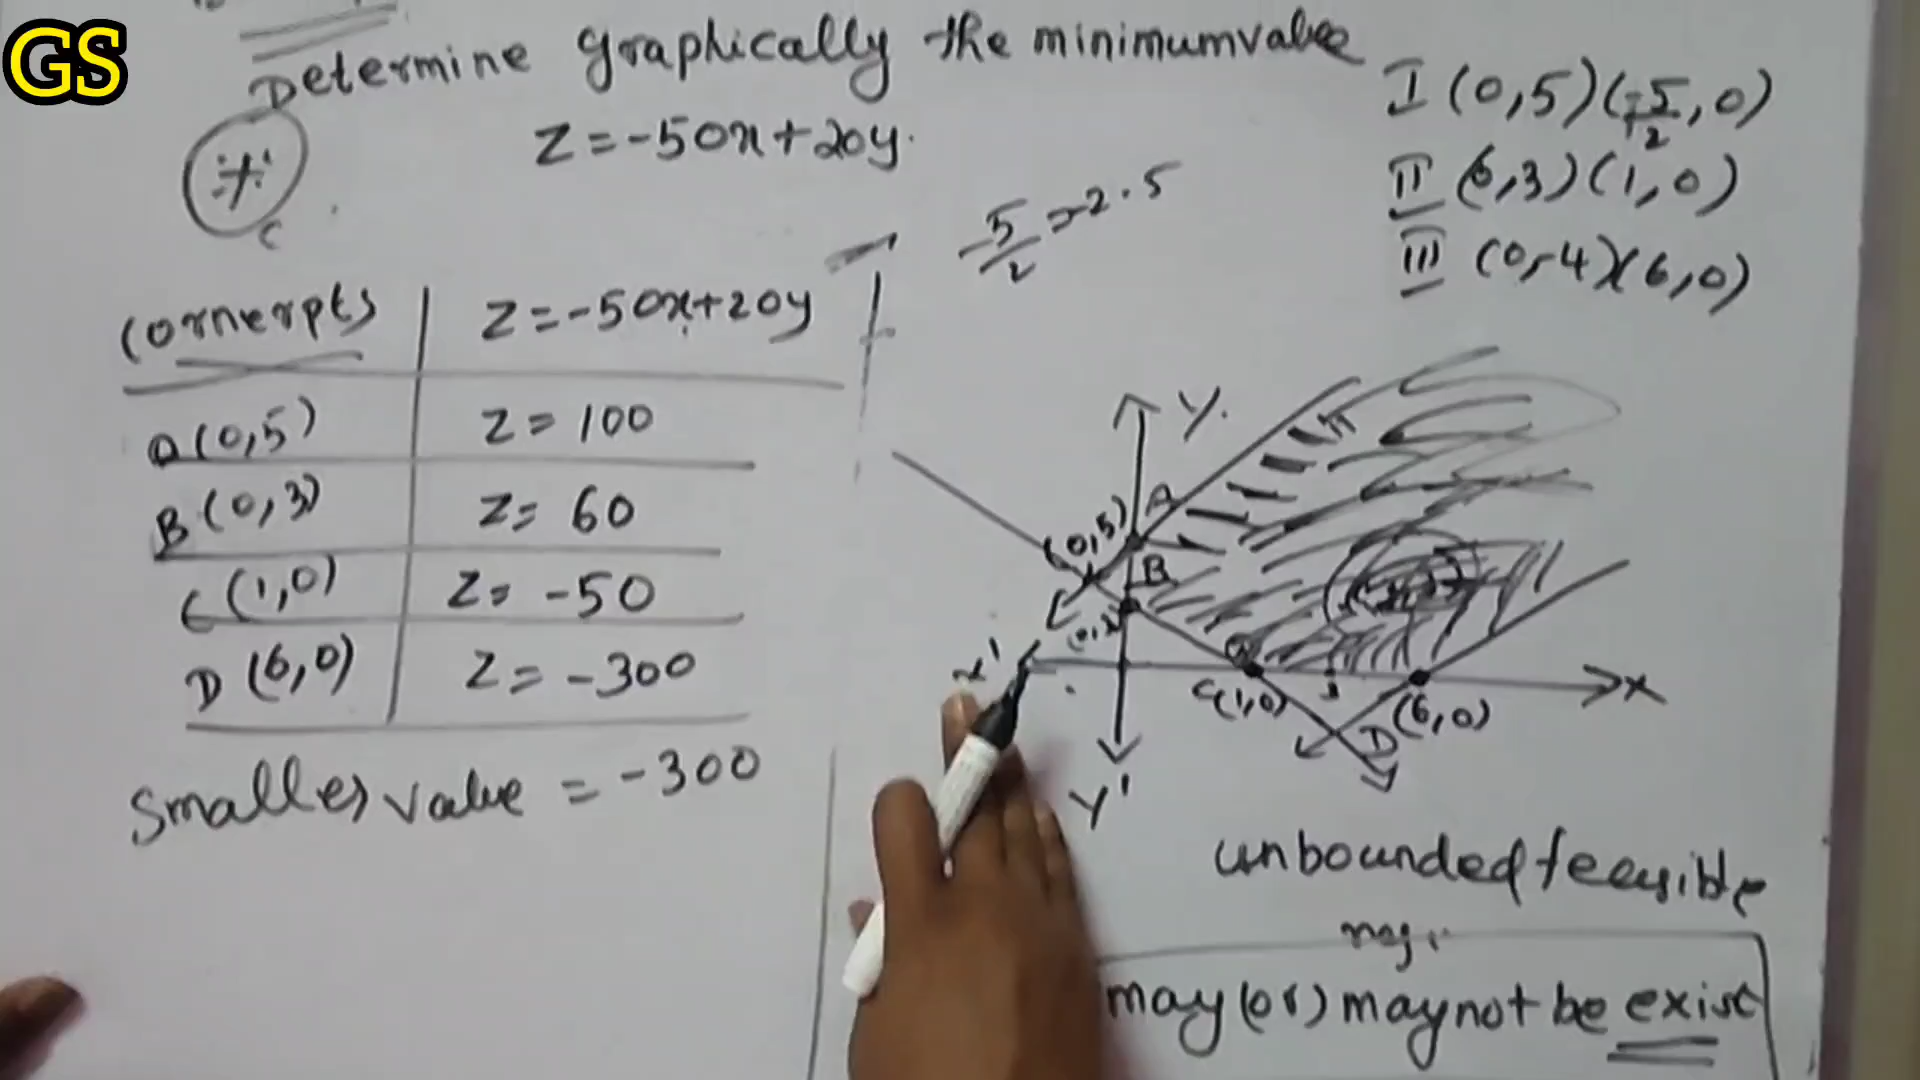 GS
Determine graphically the minimumvalue
Z=-50x+20y.
C
I (0,5)(-5/2,0)
II (6,3)(1,0)
III (0,-4)(6,0)
-5/2=-2.5
cornerpts Z=-50x+20y
A(0,5) Z= 100
B(0,3) Z= 60
C(1,0) Z= -50
D(6,0) Z= -300
Smalles value = -300
Y.
(0,5) A
B
X'
C(1,0) D (6,0) X
Y'
unbounded feasible
reg.
may(or) maynot be exist